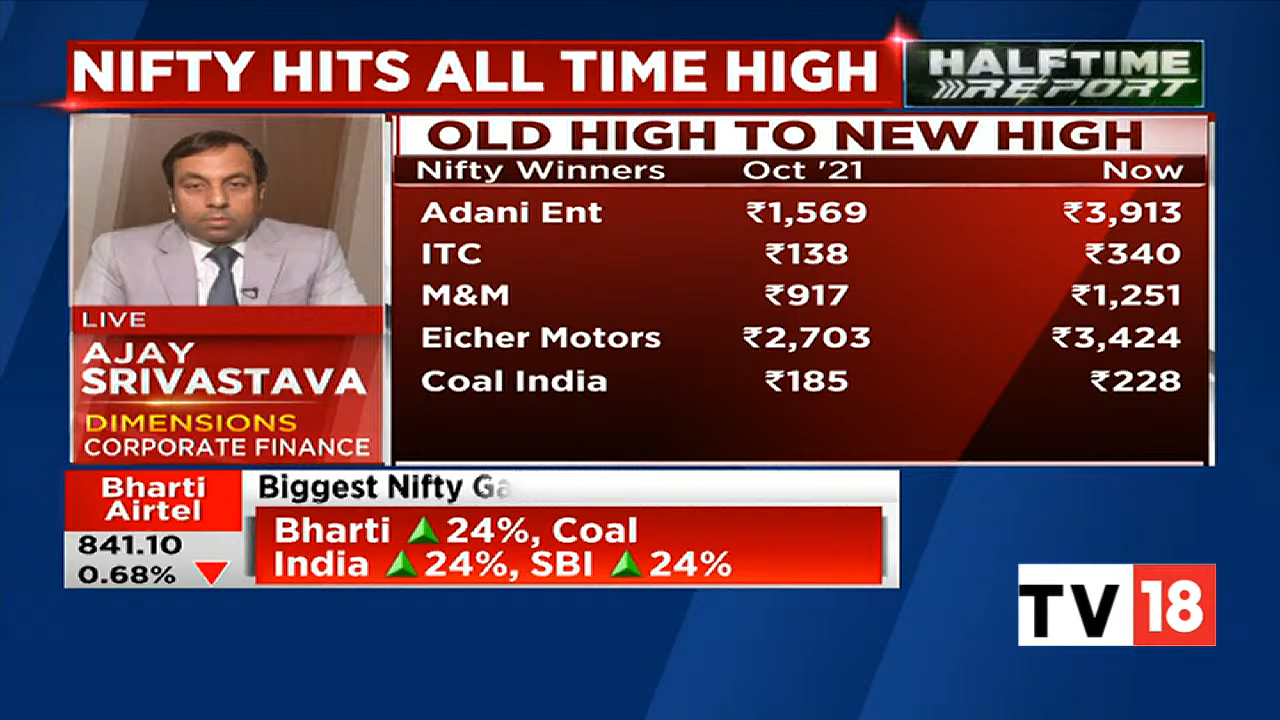 NIFTY HITS ALL TIME HIGH
HALFTIME
REPORT
OLD HIGH TO NEW HIGH
Nifty Winners Oct '21 Now
Adani Ent ₹1,569 ₹3,913
ITC ₹138 ₹340
M&M ₹917 ₹1,251
Eicher Motors ₹2,703 ₹3,424
Coal India ₹185 ₹228
LIVE
AJAY
SRIVASTAVA
DIMENSIONS
CORPORATE FINANCE
Bharti
Airtel
841.10
0.68%
Biggest Nifty Ga
Bharti ▲ 24%, Coal
India ▲ 24%, SBI ▲ 24%
TV18